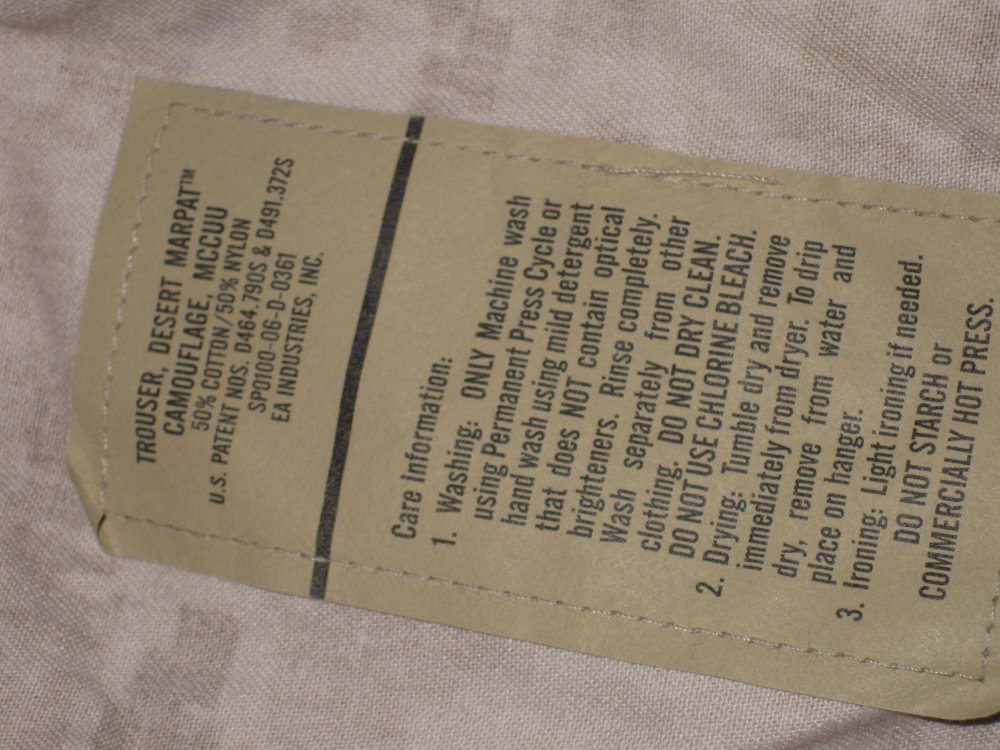 TROUSER, DESERT MARPAT™
CAMOUFLAGE, MCCUU
50% COTTON/50% NYLON
U.S. PATENT NOS. D464.790S & D491.372S
SPO100-06-D-0361
EA INDUSTRIES, INC.
Care Information:
1. Washing: ONLY Machine wash
using Permanent Press Cycle or
hand wash using mild detergent
that does NOT contain optical
brighteners. Rinse completely.
Wash separately from other
clothing. DO NOT DRY CLEAN.
DO NOT USE CHLORINE BLEACH.
2. Drying: Tumble dry and remove
immediately from dryer. To drip
dry, remove from water and
place on hanger.
3. Ironing: Light ironing if needed.
DO NOT STARCH or
COMMERCIALLY HOT PRESS.